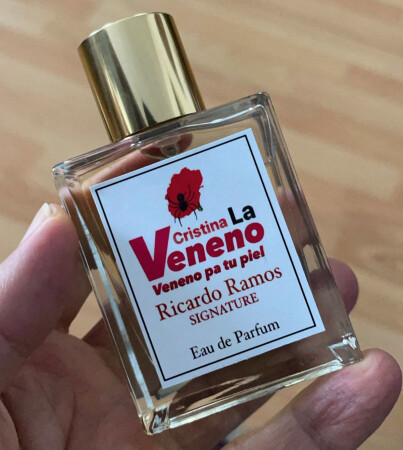 Cristina La
Veneno
Veneno pa tu piel
Ricardo Ramos
SIGNATURE
Eau de Parfum